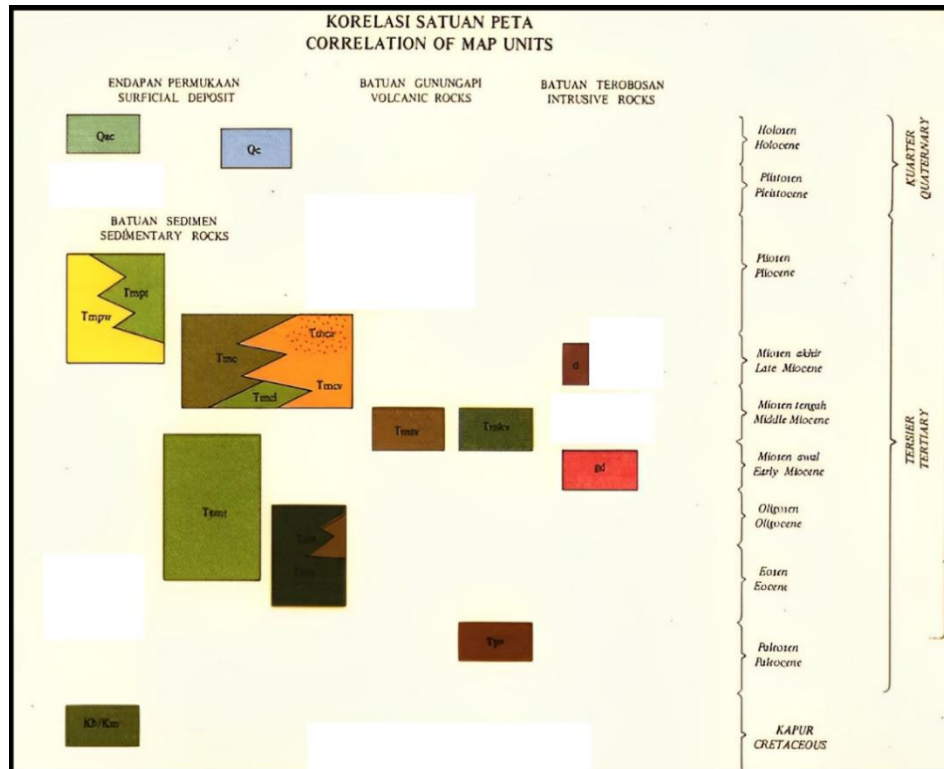 KORELASI SATUAN PETA
CORRELATION OF MAP UNITS
ENDAPAN PERMUKAAN
SURFICIAL DEPOSIT
BATUAN GUNUNGAPI
VOLCANIC ROCKS
BATUAN TEROBOSAN
INTRUSIVE ROCKS
Qac
Qc
BATUAN SEDIMEN
SEDIMENTARY ROCKS
Tmpt
Tmpw
Tmc
Tmcv
Tmcl
d
Tmsv
Tmkv
gd
Temt
Tpv
Kb/Km
Holosen
Holocene
Plistosen
Pleistocene
Pliosen
Pliocene
Miosen akhir
Late Miocene
Miosen tengah
Middle Miocene
Miosen awal
Early Miocene
Oligosen
Oligocene
Eosen
Eocene
Paleosen
Paleocene
KAPUR
CRETACEOUS
KUARTER
QUATERNARY
TERSIER
TERTIARY